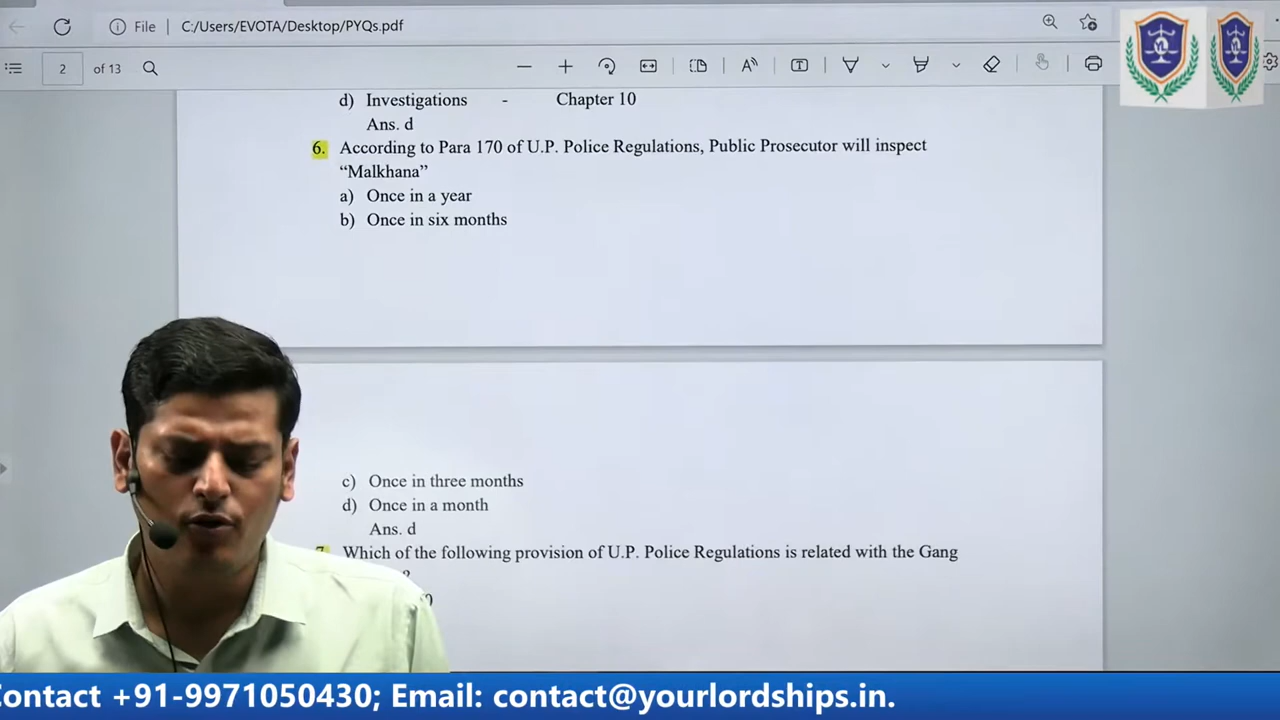 File
C:/Users/EVOTA/Desktop/PYQs.pdf
2 of 13
d) Investigations - Chapter 10
Ans. d
6. According to Para 170 of U.P. Police Regulations, Public Prosecutor will inspect
“Malkhana”
a) Once in a year
b) Once in six months
c) Once in three months
d) Once in a month
Ans. d
7. Which of the following provision of U.P. Police Regulations is related with the Gang
?
0
Contact +91-9971050430; Email: contact@yourlordships.in.